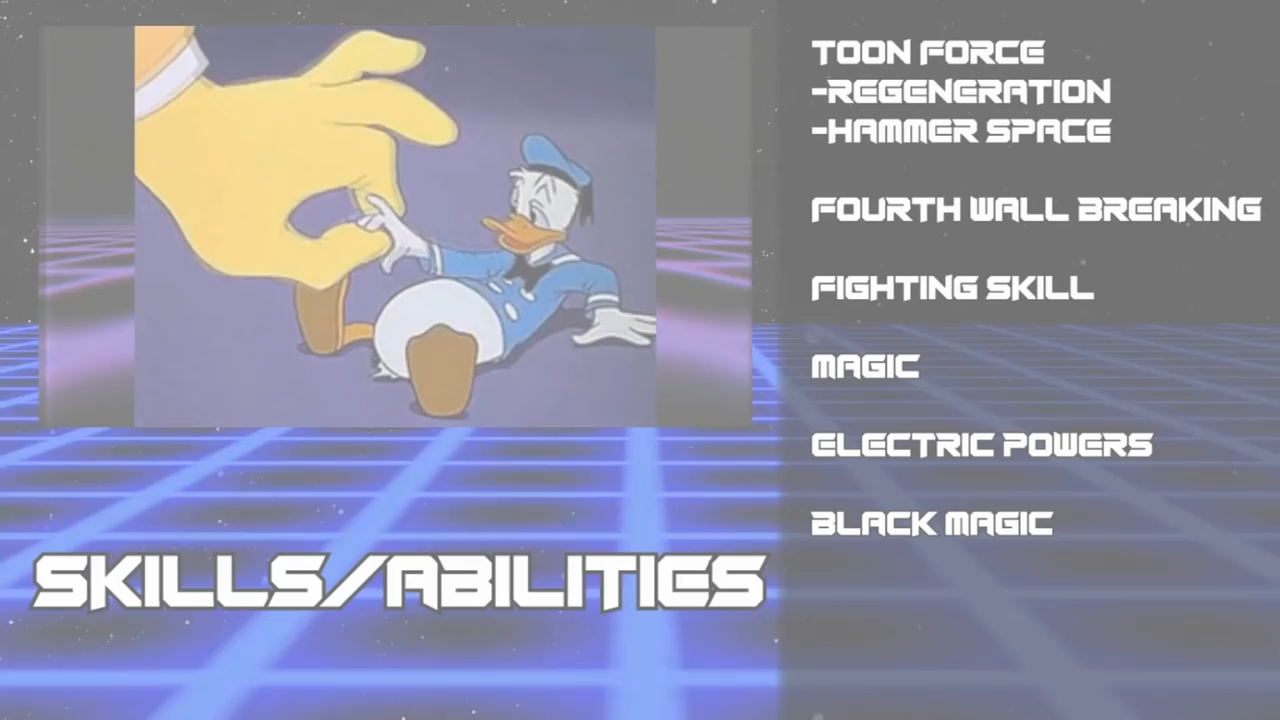 TOON FORCE
-REGENERATION
-HAMMER SPACE
FOURTH WALL BREAKING
FIGHTING SKILL
MAGIC
ELECTRIC POWERS
BLACK MAGIC
SKILLS/ABILITIES